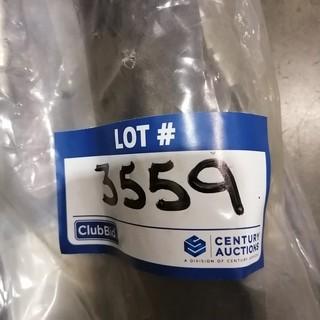 LOT #
3559
ClubBid
CENTURY
AUCTIONS
A DIVISION OF CENTURY